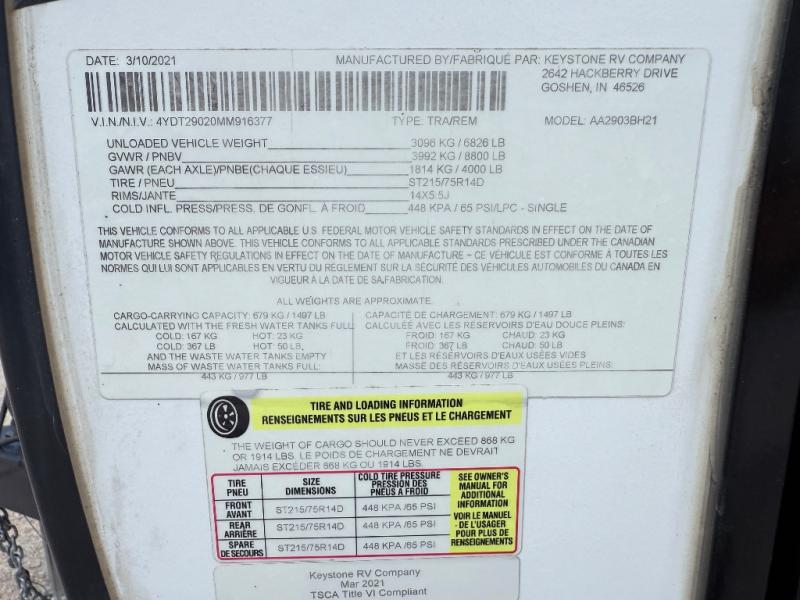 DATE: 3/10/2021 MANUFACTURED BY/FABRIQUÉ PAR: KEYSTONE RV COMPANY
2642 HACKBERRY DRIVE
GOSHEN, IN 46526
V.I.N./N.I.V.: 4YDT29020MM916377 TYPE: TRA/REM MODEL: AA2903BH21
UNLOADED VEHICLE WEIGHT 3096 KG / 6826 LB
GVWR / PNBV 3992 KG / 8800 LB
GAWR (EACH AXLE)/PNBE(CHAQUE ESSIEU) 1814 KG / 4000 LB
TIRE / PNEU ST215/75R14D
RIMS/JANTE 14X5.5J
COLD INFL. PRESS/PRESS. DE GONFL. À FROID 448 KPA / 65 PSI/LPC - SINGLE
THIS VEHICLE CONFORMS TO ALL APPLICABLE U.S. FEDERAL MOTOR VEHICLE SAFETY STANDARDS IN EFFECT ON THE DATE OF
MANUFACTURE SHOWN ABOVE. THIS VEHICLE CONFORMS TO ALL APPLICABLE STANDARDS PRESCRIBED UNDER THE CANADIAN
MOTOR VEHICLE SAFETY REGULATIONS IN EFFECT ON THE DATE OF MANUFACTURE – CE VÉHICULE EST CONFORME À TOUTES LES
NORMES QUI LUI SONT APPLICABLES EN VERTU DU RÈGLEMENT SUR LA SÉCURITÉ DES VÉHICULES AUTOMOBILES DU CANADA EN
VIGUEUR À LA DATE DE SA FABRICATION.
ALL WEIGHTS ARE APPROXIMATE.
CARGO-CARRYING CAPACITY: 679 KG / 1497 LB
CALCULATED WITH THE FRESH WATER TANKS FULL
COLD: 167 KG HOT: 23 KG
COLD: 367 LB HOT: 50 LB
AND THE WASTE WATER TANKS EMPTY
MASS OF WASTE WATER TANKS FULL:
443 KG / 977 LB
CAPACITÉ DE CHARGEMENT: 679 KG / 1497 LB
CALCULÉE AVEC LES RÉSERVOIRS D'EAU DOUCE PLEINS:
FROID: 167 KG CHAUD: 23 KG
FROID: 367 LB CHAUD: 50 LB
ET LES RÉSERVOIRS D'EAUX USÉES VIDES
MASSE DES RÉSERVOIRS D'EAUX USÉES PLEINS:
443 KG / 977 LB
TIRE AND LOADING INFORMATION
RENSEIGNEMENTS SUR LES PNEUS ET LE CHARGEMENT
THE WEIGHT OF CARGO SHOULD NEVER EXCEED 868 KG
OR 1914 LBS. LE POIDS DE CHARGEMENT NE DEVRAIT
JAMAIS EXCÉDER 868 KG OU 1914 LBS.
TIRE
PNEU
SIZE
DIMENSIONS
COLD TIRE PRESSURE
PRESSION DES
PNEUS A FROID
FRONT
AVANT
ST215/75R14D 448 KPA /65 PSI
REAR
ARRIÈRE
ST215/75R14D 448 KPA /65 PSI
SPARE
DE SECOURS
ST215/75R14D 448 KPA /65 PSI
SEE OWNER'S
MANUAL FOR
ADDITIONAL
INFORMATION
VOIR LE MANUEL
DE L'USAGER
POUR PLUS DE
RENSEIGNEMENTS
Keystone RV Company
Mar 2021
TSCA Title VI Compliant